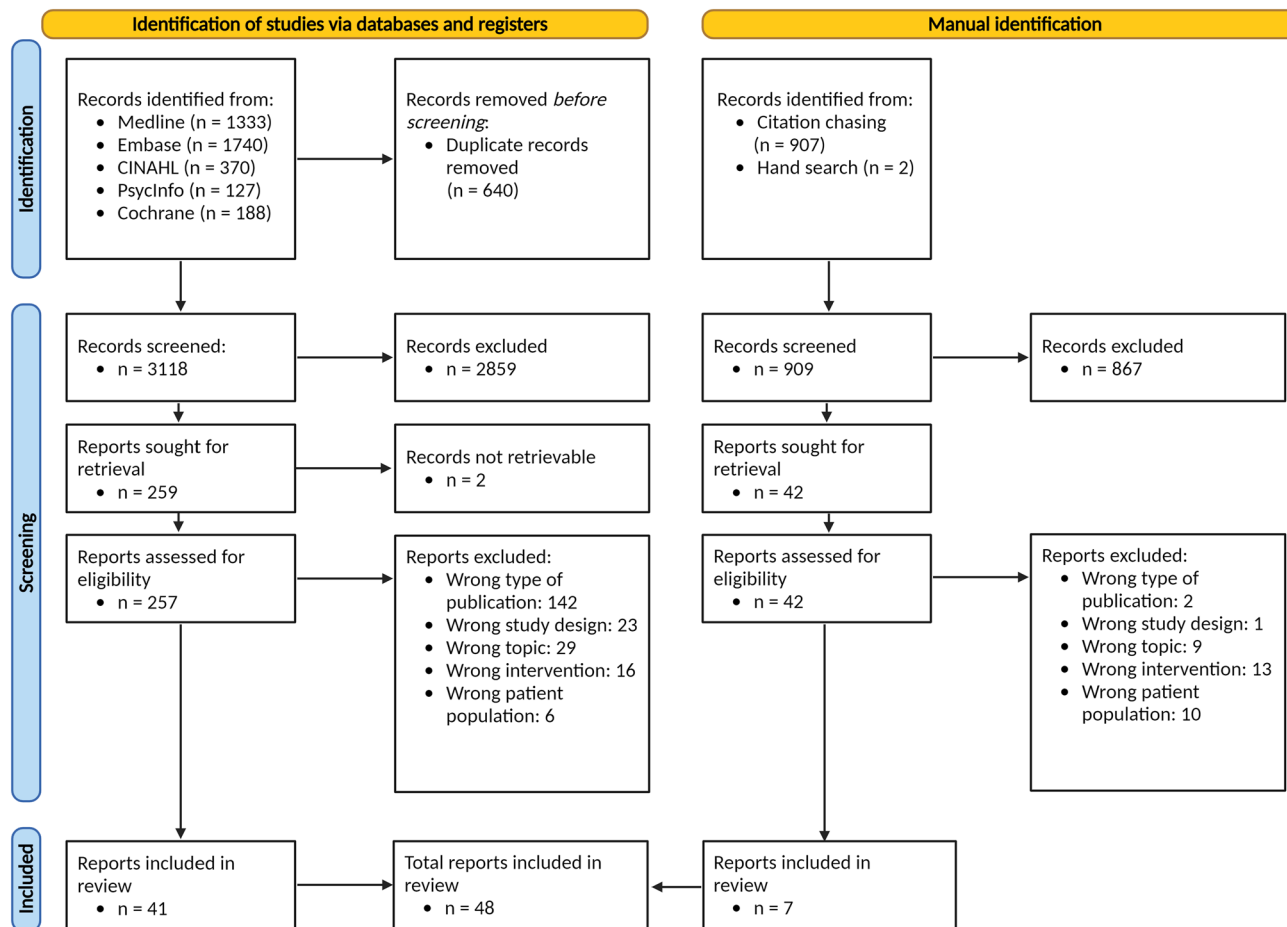 Identification of studies via databases and registers
Manual identification
Identification
Records identified from:
• Medline (n = 1333)
• Embase (n = 1740)
• CINAHL (n = 370)
• PsycInfo (n = 127)
• Cochrane (n = 188)
Records removed before
screening:
• Duplicate records
removed
(n = 640)
Records identified from:
• Citation chasing
(n = 907)
• Hand search (n = 2)
Screening
Records screened:
• n = 3118
Records excluded
• n = 2859
Records screened
• n = 909
Records excluded
• n = 867
Reports sought for
retrieval
• n = 259
Records not retrievable
• n = 2
Reports sought for
retrieval
• n = 42
Reports assessed for
eligibility
• n = 257
Reports excluded:
• Wrong type of
publication: 142
• Wrong study design: 23
• Wrong topic: 29
• Wrong intervention: 16
• Wrong patient
population: 6
Reports assessed for
eligibility
• n = 42
Reports excluded:
• Wrong type of
publication: 2
• Wrong study design: 1
• Wrong topic: 9
• Wrong intervention: 13
• Wrong patient
population: 10
Included
Reports included in
review
• n = 41
Total reports included in
review
• n = 48
Reports included in
review
• n = 7